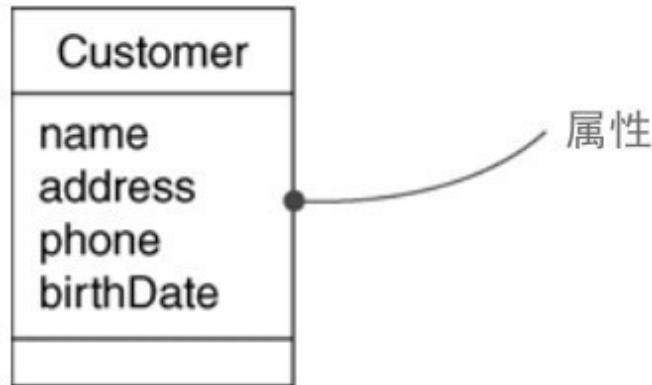 Customer
name
属性
address
phone
birthDate